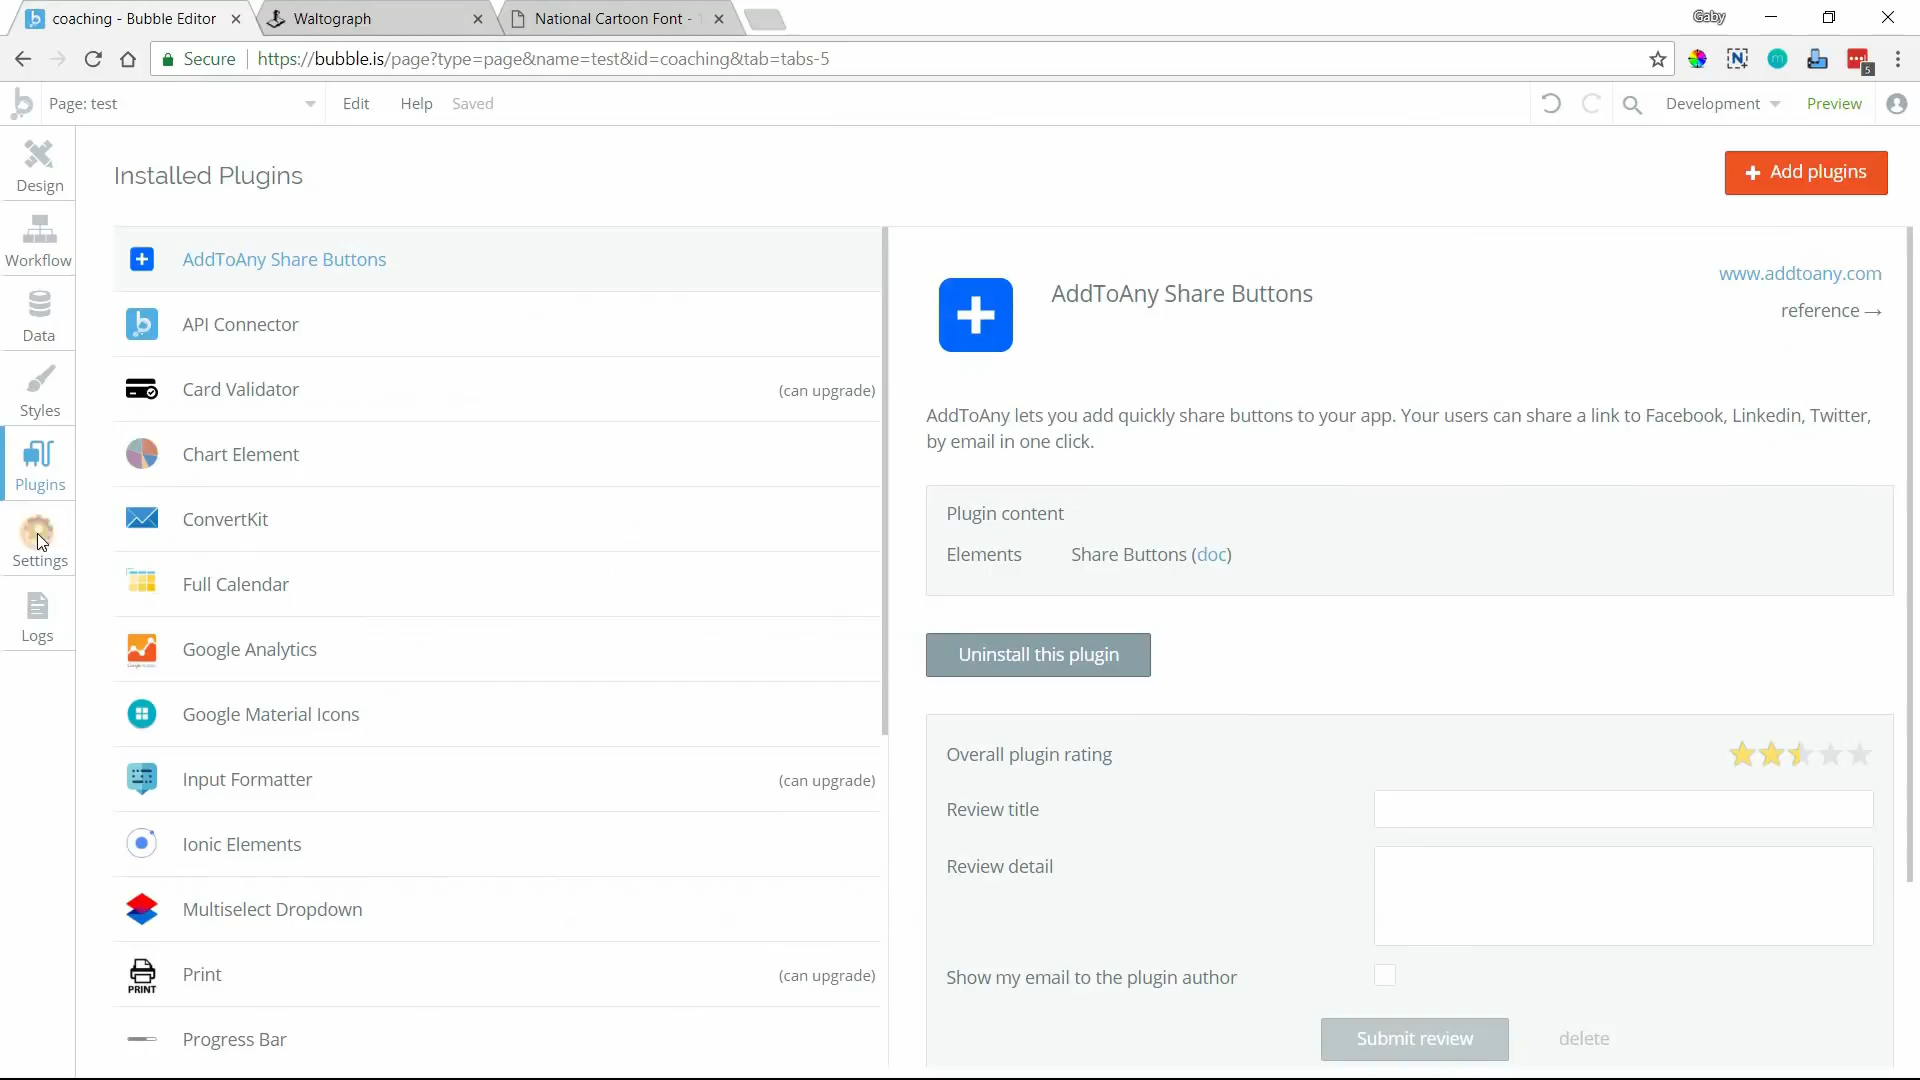 coaching - Bubble Editor
Waltograph
National Cartoon Font -
Gaby
Secure
https://bubble.is/page?type=page&name=test&id=coaching&tab=tabs-5
5
Page: test
Edit
Help
Saved
Development
Preview
Design
Workflow
Data
Styles
Plugins
Settings
Logs
Installed Plugins
+ Add plugins
AddToAny Share Buttons
API Connector
Card Validator
(can upgrade)
Chart Element
ConvertKit
Full Calendar
Google Analytics
Google Material Icons
Input Formatter
(can upgrade)
Ionic Elements
Multiselect Dropdown
PRINT
Print
(can upgrade)
Progress Bar
AddToAny Share Buttons
www.addtoany.com
reference →
AddToAny lets you add quickly share buttons to your app. Your users can share a link to Facebook, Linkedin, Twitter,
by email in one click.
Plugin content
Elements Share Buttons (doc)
Uninstall this plugin
Overall plugin rating
Review title
Review detail
Show my email to the plugin author
Submit review
delete